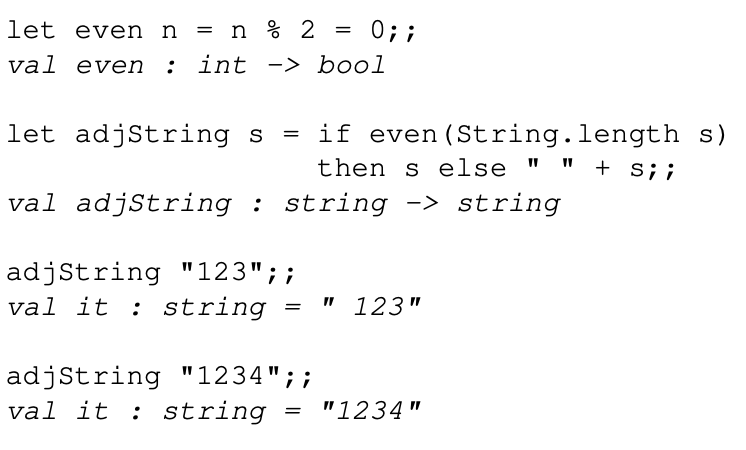 let even n = n % 2 = 0;;
val even : int -> bool
let adjString s = if even(String.length s)
then s else " " + s;;
val adjString : string -> string
adjString "123";;
val it : string = " 123"
adjString "1234";;
val it : string = "1234"